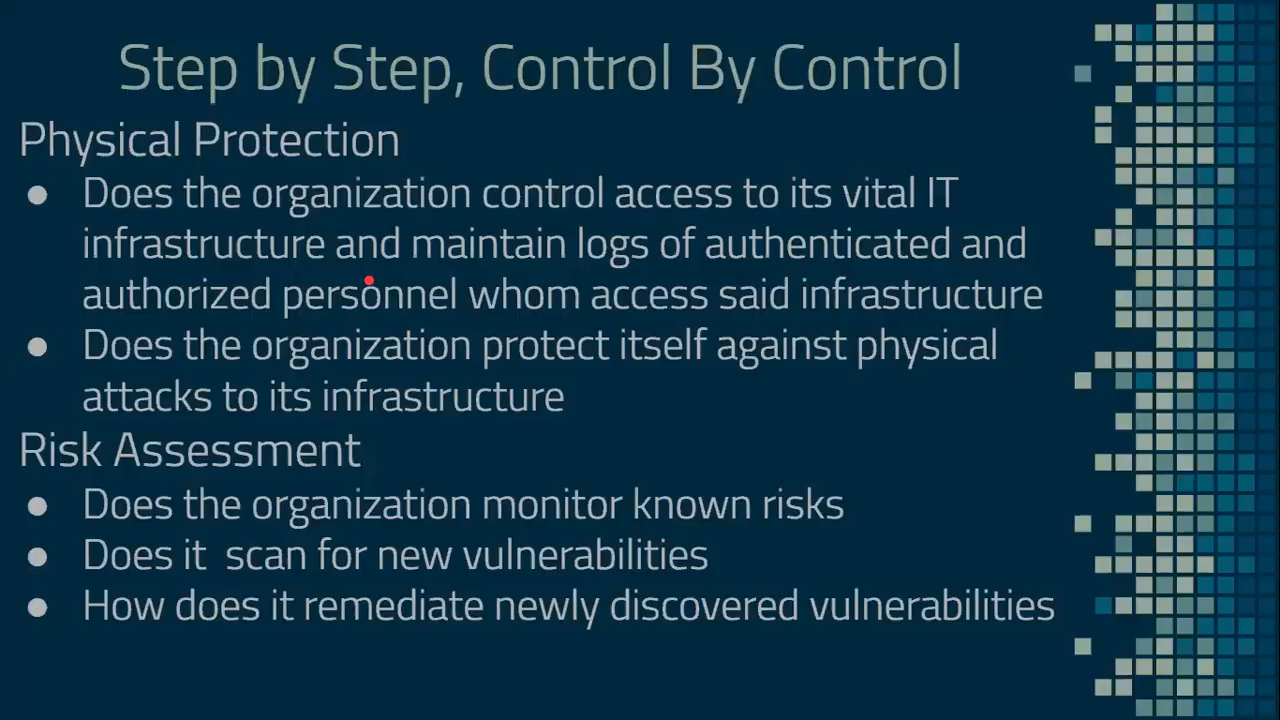 Step by Step, Control By Control
Physical Protection
● Does the organization control access to its vital IT
infrastructure and maintain logs of authenticated and
authorized personnel whom access said infrastructure
● Does the organization protect itself against physical
attacks to its infrastructure
Risk Assessment
● Does the organization monitor known risks
● Does it  scan for new vulnerabilities
● How does it remediate newly discovered vulnerabilities